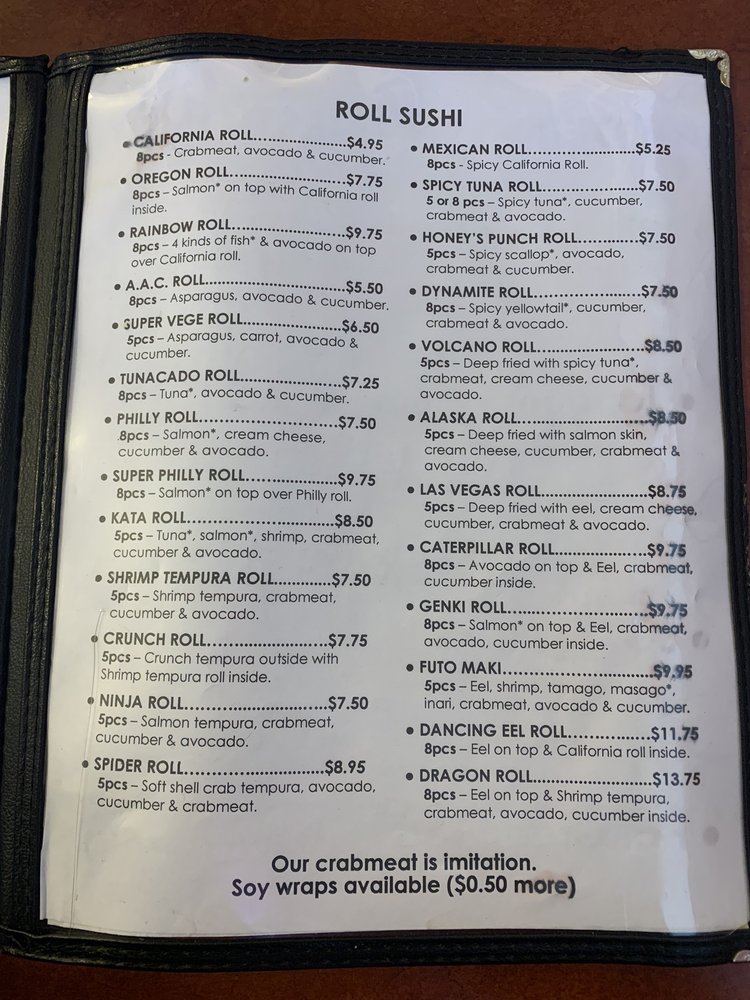 ROLL SUSHI
• CALIFORNIA ROLL......................$4.95
8pcs - Crabmeat, avocado & cucumber.
• OREGON ROLL............................$7.75
8pcs – Salmon* on top with California roll
inside.
• RAINBOW ROLL............................$9.75
8pcs – 4 kinds of fish* & avocado on top
over California roll.
• A.A.C. ROLL..................................$5.50
8pcs – Asparagus, avocado & cucumber.
• SUPER VEGE ROLL........................$6.50
5pcs – Asparagus, carrot, avocado &
cucumber.
• TUNACADO ROLL........................$7.25
8pcs – Tuna*, avocado & cucumber.
• PHILLY ROLL..................................$7.50
8pcs – Salmon*, cream cheese,
cucumber & avocado.
• SUPER PHILLY ROLL......................$9.75
8pcs – Salmon* on top over Philly roll.
• KATA ROLL....................................$8.50
5pcs – Tuna*, salmon*, shrimp, crabmeat,
cucumber & avocado.
• SHRIMP TEMPURA ROLL.............$7.50
5pcs – Shrimp tempura, crabmeat,
cucumber & avocado.
• CRUNCH ROLL............................$7.75
5pcs – Crunch tempura outside with
Shrimp tempura roll inside.
• NINJA ROLL..................................$7.50
5pcs – Salmon tempura, crabmeat,
cucumber & avocado.
• SPIDER ROLL.................................$8.95
5pcs – Soft shell crab tempura, avocado,
cucumber & crabmeat.
• MEXICAN ROLL..........................$5.25
8pcs - Spicy California Roll.
• SPICY TUNA ROLL.......................$7.50
5 or 8 pcs – Spicy tuna*, cucumber,
crabmeat & avocado.
• HONEY'S PUNCH ROLL..............$7.50
5pcs – Spicy scallop*, avocado,
crabmeat & cucumber.
• DYNAMITE ROLL.........................$7.50
8pcs – Spicy yellowtail*, cucumber,
crabmeat & avocado.
• VOLCANO ROLL.........................$8.50
5pcs – Deep fried with spicy tuna*,
crabmeat, cream cheese, cucumber &
avocado.
• ALASKA ROLL..............................$8.50
5pcs – Deep fried with salmon skin,
cream cheese, cucumber, crabmeat &
avocado.
• LAS VEGAS ROLL.........................$8.75
5pcs – Deep fried with eel, cream cheese,
cucumber, crabmeat & avocado.
• CATERPILLAR ROLL......................$9.75
8pcs – Avocado on top & Eel, crabmeat,
cucumber inside.
• GENKI ROLL.................................$9.75
8pcs – Salmon* on top & Eel, crabmeat,
avocado, cucumber inside.
• FUTO MAKI...................................$9.95
5pcs – Eel, shrimp, tamago, masago*,
inari, crabmeat, avocado & cucumber.
• DANCING EEL ROLL...................$11.75
8pcs – Eel on top & California roll inside.
• DRAGON ROLL............................$13.75
8pcs – Eel on top & Shrimp tempura,
crabmeat, avocado, cucumber inside.
Our crabmeat is imitation.
Soy wraps available ($0.50 more)